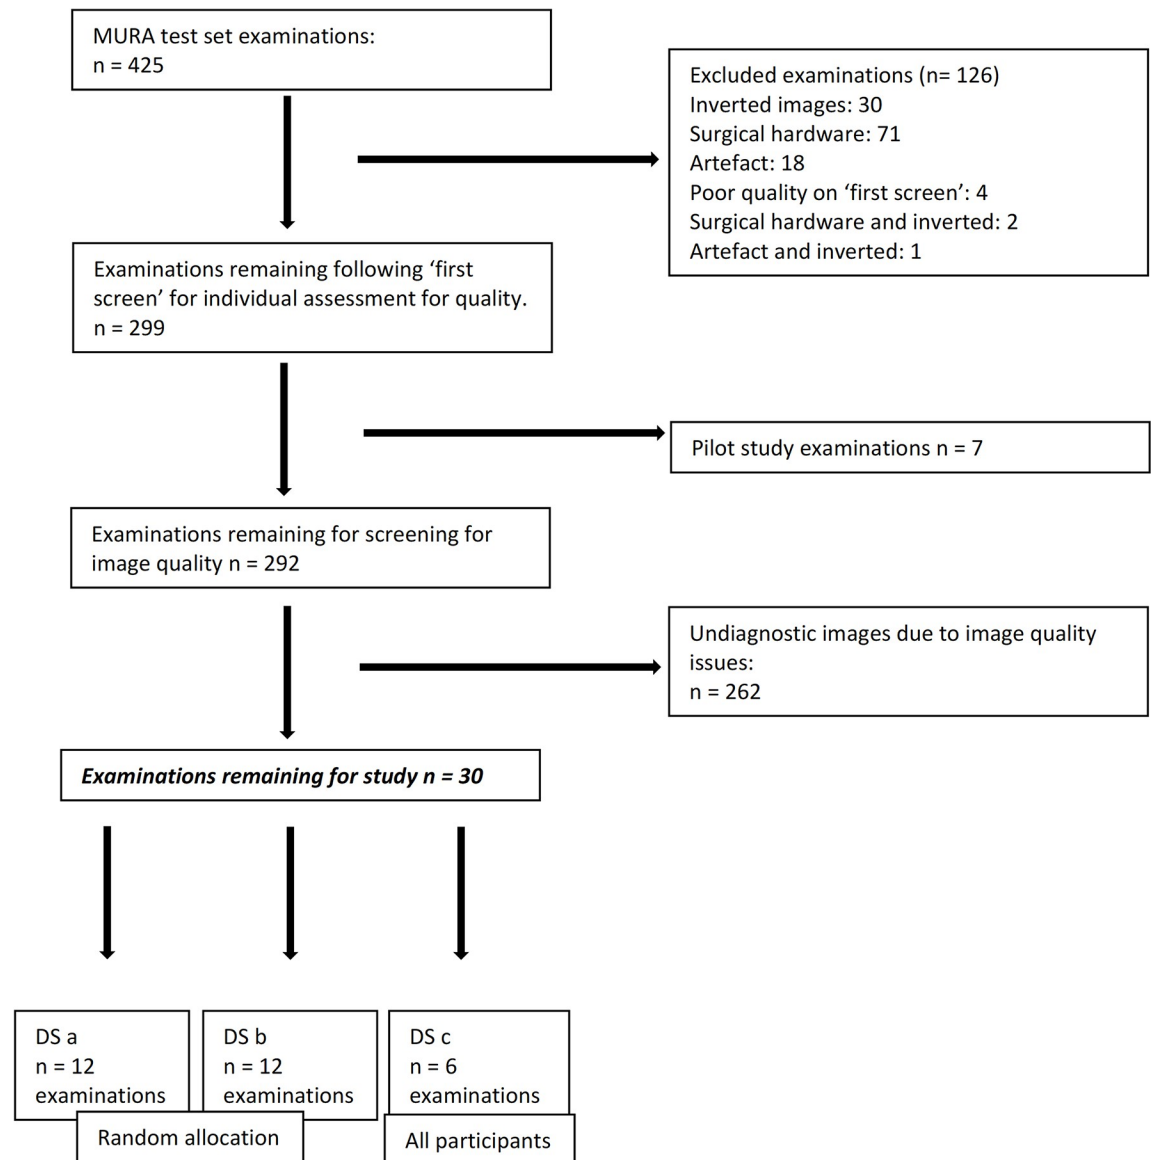 MURA test set examinations:
n = 425
Excluded examinations (n= 126)
Inverted images: 30
Surgical hardware: 71
Artefact: 18
Poor quality on ‘first screen’: 4
Surgical hardware and inverted: 2
Artefact and inverted: 1
Examinations remaining following ‘first
screen’ for individual assessment for quality.
n = 299
Pilot study examinations n = 7
Examinations remaining for screening for
image quality n = 292
Undiagnostic images due to image quality
issues:
n = 262
Examinations remaining for study n = 30
DS a
n = 12
examinations
DS b
n = 12
examinations
DS c
n = 6
examinations
Random allocation
All participants